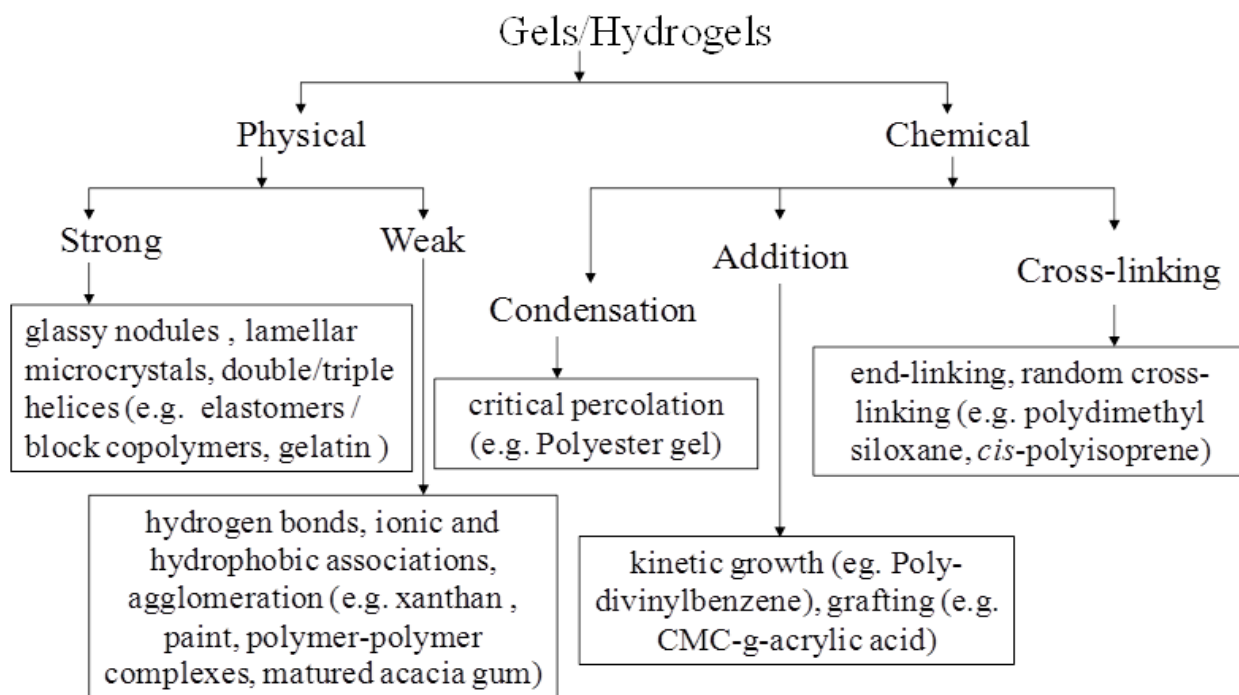 Gels/Hydrogels
Physical
Chemical
Strong
Weak
Condensation
Addition
Cross-linking
glassy nodules , lamellar
microcrystals, double/triple
helices (e.g. elastomers /
block copolymers, gelatin )
hydrogen bonds, ionic and
hydrophobic associations,
agglomeration (e.g. xanthan ,
paint, polymer-polymer
complexes, matured acacia gum)
critical percolation
(e.g. Polyester gel)
kinetic growth (eg. Poly-
divinylbenzene), grafting (e.g.
CMC-g-acrylic acid)
end-linking, random cross-
linking (e.g. polydimethyl
siloxane, cis-polyisoprene)